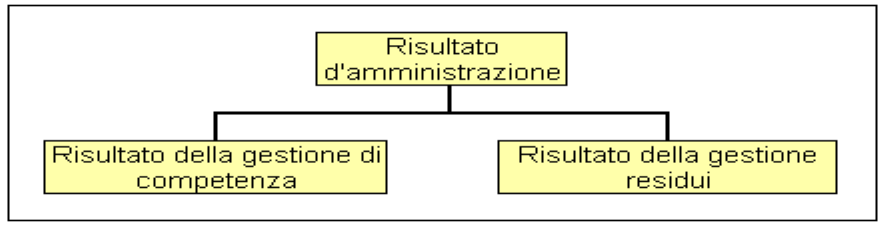 Risultato
d'amministrazione
Risultato della gestione di
competenza
Risultato della gestione
residui